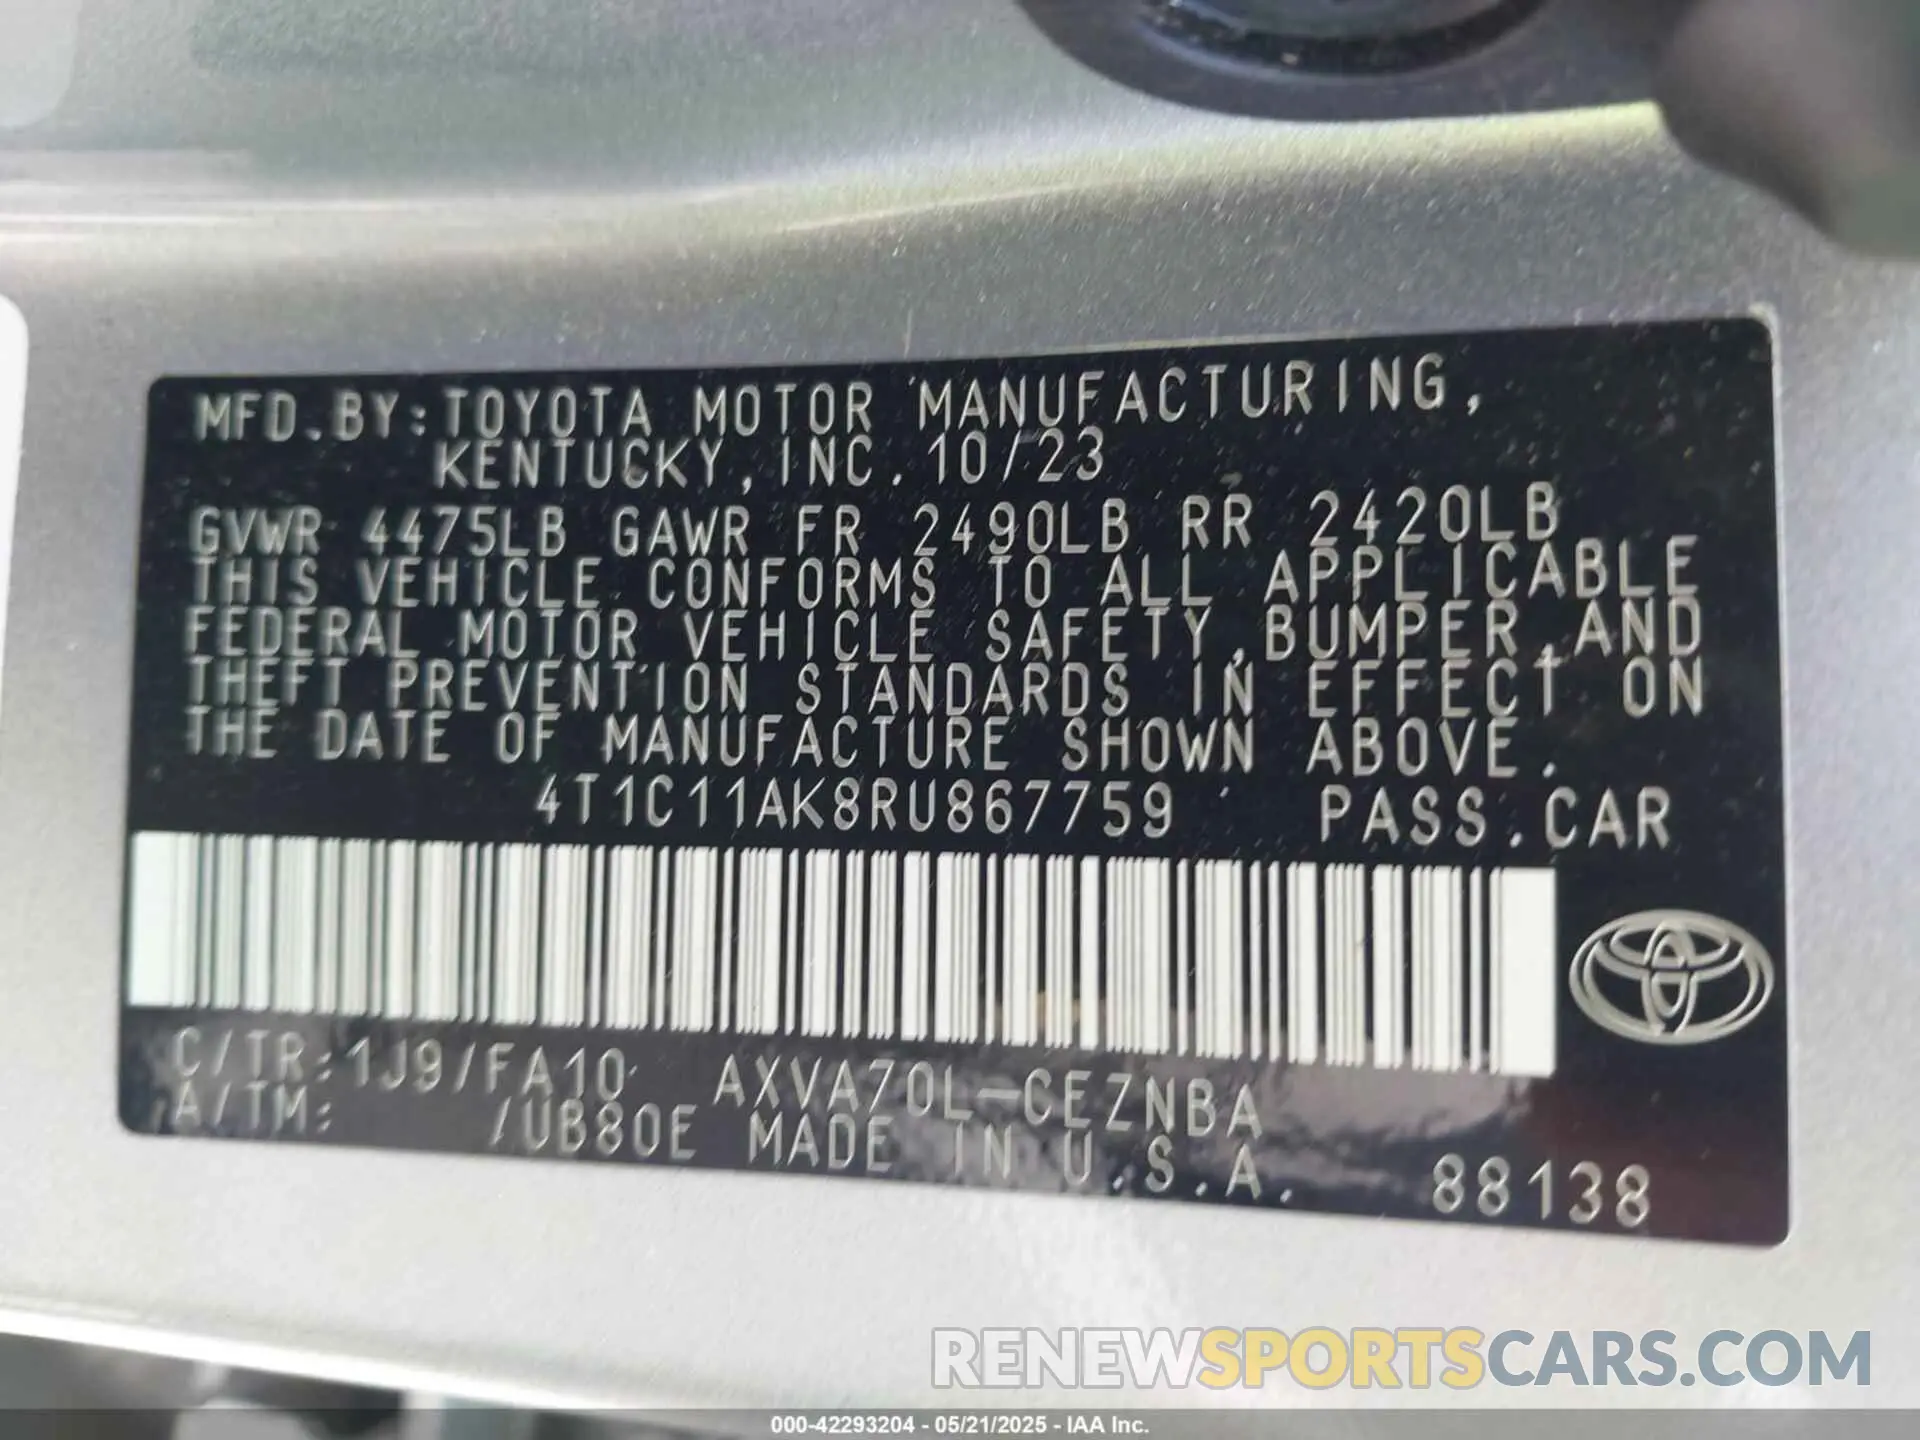 MFD.BY:TOYOTA MOTOR MANUFACTURING,
KENTUCKY,INC. 10/23
GVWR 4475LB GAWR FR 2490LB RR 2420LB
THIS VEHICLE CONFORMS TO ALL APPLICABLE
FEDERAL MOTOR VEHICLE SAFETY,BUMPER,AND
THEFT PREVENTION STANDARDS IN EFFECT ON
THE DATE OF MANUFACTURE SHOWN ABOVE.
4T1C11AK8RU867759 PASS.CAR
C/TR:1J9/FA10 AXVA70L-CEZNBA
A/TM: /UB80E MADE IN U.S.A. 88138
RENEWSPORTSCARS.COM
000-42293204 - 05/21/2025 - IAA Inc.